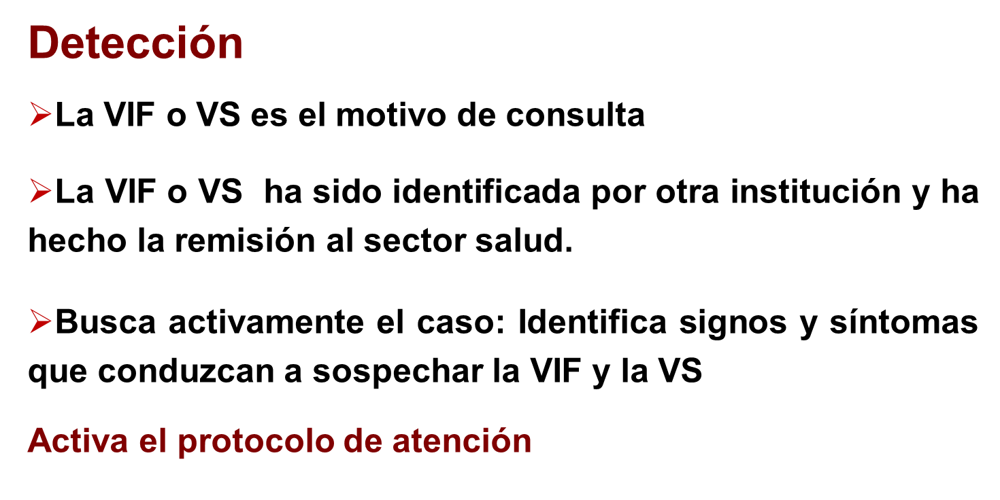 Detección
➢La VIF o VS es el motivo de consulta
➢La VIF o VS  ha sido identificada por otra institución y ha
hecho la remisión al sector salud.
➢Busca activamente el caso: Identifica signos y síntomas
que conduzcan a sospechar la VIF y la VS
Activa el protocolo de atención